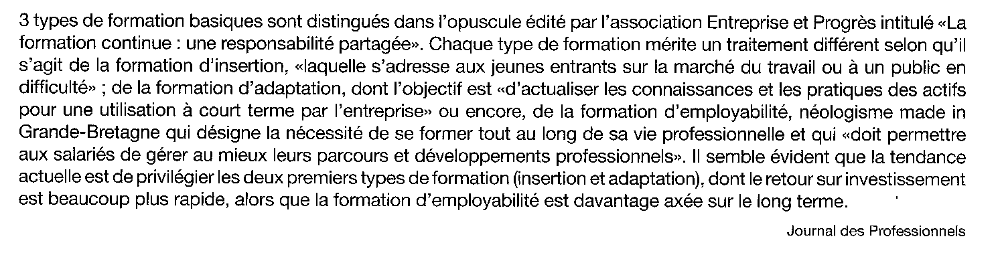 3 types de formation basiques sont distingués dans l'opuscule édité par l'association Entreprise et Progrès intitulé «La
formation continue : une responsabilité partagée». Chaque type de formation mérite un traitement différent selon qu'il
s'agit de la formation d'insertion, «laquelle s'adresse aux jeunes entrants sur la marché du travail ou à un public en
difficulté» ; de la formation d'adaptation, dont l'objectif est «d'actualiser les connaissances et les pratiques des actifs
pour une utilisation à court terme par l'entreprise» ou encore, de la formation d'employabilité, néologisme made in
Grande-Bretagne qui désigne la nécessité de se former tout au long de sa vie professionnelle et qui «doit permettre
aux salariés de gérer au mieux leurs parcours et développements professionnels». Il semble évident que la tendance
actuelle est de privilégier les deux premiers types de formation (insertion et adaptation), dont le retour sur investissement
est beaucoup plus rapide, alors que la formation d'employabilité est davantage axée sur le long terme.
Journal des Professionnels